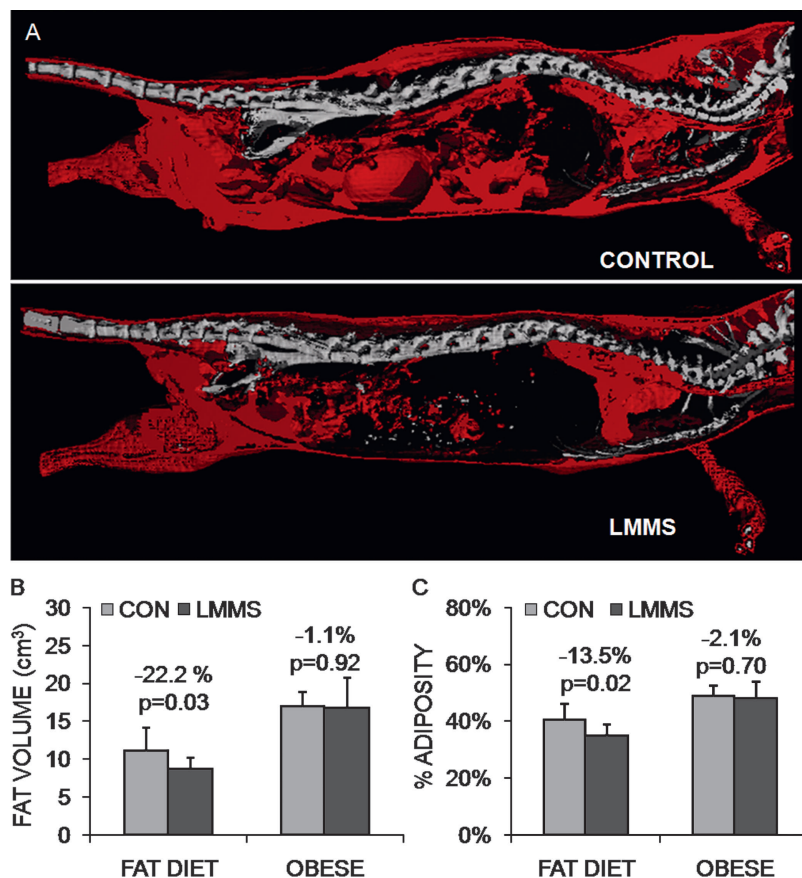 A
CONTROL
LMMS
B
FAT VOLUME (cm³)
30
25
20
15
10
5
0
CON LMMS
−22.2 %
p=0.03
−1.1%
p=0.92
FAT DIET OBESE
C
% ADIPOSITY
80%
60%
40%
20%
0%
CON LMMS
−13.5%
p=0.02
−2.1%
p=0.70
FAT DIET OBESE